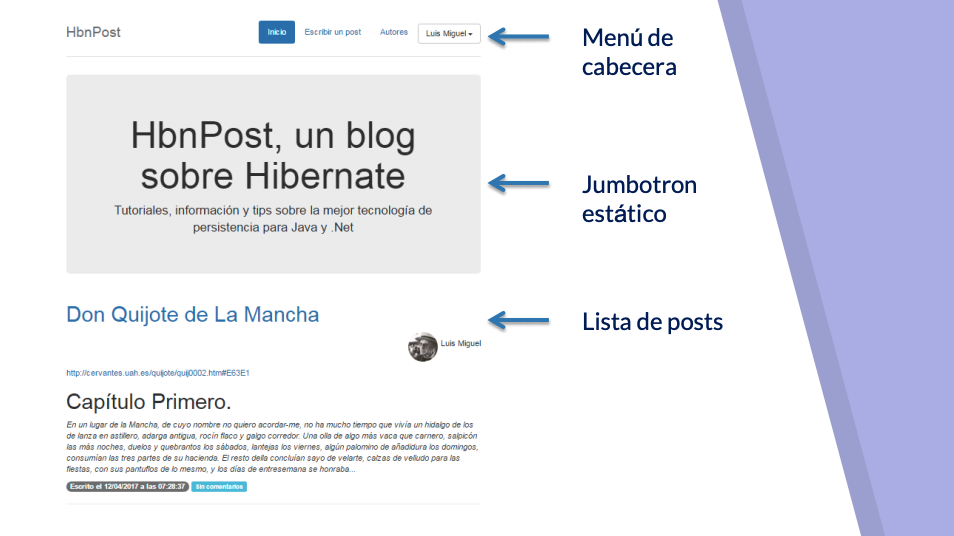 HbnPost
Inicio Escribir un post Autores Luis Miguel
Menú de
cabecera
HbnPost, un blog
sobre Hibernate
Tutoriales, información y tips sobre la mejor tecnología de
persistencia para Java y .Net
Jumbotron
estático
Don Quijote de La Mancha
Lista de posts
Luis Miguel
http://cervantes.uah.es/quijote/quij0002.htm#E63E1
Capítulo Primero.
En un lugar de la Mancha, de cuyo nombre no quiero acordar-me, no ha mucho tiempo que vivía un hidalgo de los
de lanza en astillero, adarga antigua, rocín flaco y galgo corredor. Una olla de algo más vaca que carnero, salpicón
las más noches, duelos y quebrantos los sábados, lantejas los viernes, algún palomino de añadidura los domingos,
consumían las tres partes de su hacienda. El resto della concluían sayo de velarte, calzas de velludo para las
fiestas, con sus pantuflos de lo mesmo, y los días de entresemana se honraba...
Escrito el 12/04/2017 a las 07:28:37 Sin comentarios